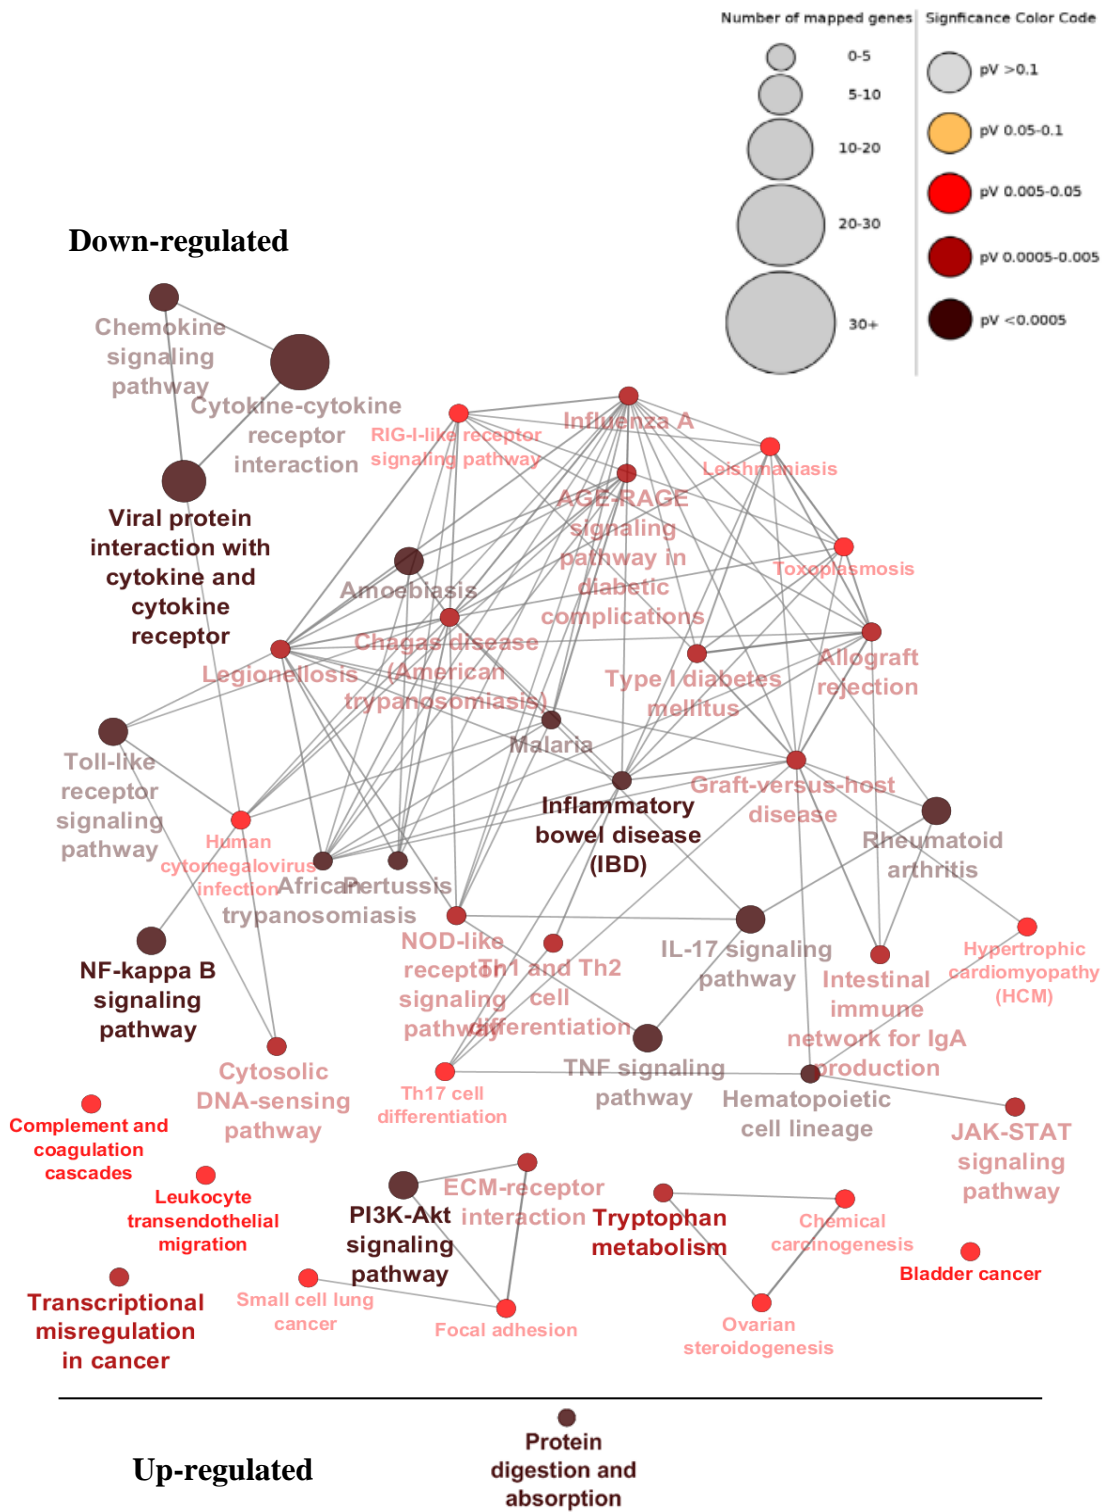 Number of mapped genes
Signficance Color Code
0-5
5-10
10-20
20-30
30+
pV >0.1
pV 0.05-0.1
pV 0.005-0.05
pV 0.0005-0.005
pV <0.0005
Down-regulated
Chemokine
signaling
pathway
Cytokine-cytokine
receptor
interaction
Viral protein
interaction with
cytokine and
cytokine
receptor
RIG-I-like receptor
signaling pathway
Influenza A
Leishmaniasis
AGE-RAGE
signaling
pathway in
diabetic
complications
Toxoplasmosis
Amoebiasis
Chagas disease
(American
trypanosomiasis)
Legionellosis
Type I diabetes
mellitus
Allograft
rejection
Malaria
Toll-like
receptor
signaling
pathway
Inflammatory
bowel disease
(IBD)
Graft-versus-host
disease
Rheumatoid
arthritis
Human
cytomegalovirus
infection
African
trypanosomiasis
Pertussis
NF-kappa B
signaling
pathway
NOD-like
receptor
signaling
pathway
Th1 and Th2
cell
differentiation
IL-17 signaling
pathway
Intestinal
immune
network for IgA
production
Hypertrophic
cardiomyopathy
(HCM)
Cytosolic
DNA-sensing
pathway
TNF signaling
pathway
Th17 cell
differentiation
Hematopoietic
cell lineage
JAK-STAT
signaling
pathway
Complement and
coagulation
cascades
Leukocyte
transendothelial
migration
PI3K-Akt
signaling
pathway
ECM-receptor
interaction
Tryptophan
metabolism
Chemical
carcinogenesis
Bladder cancer
Transcriptional
misregulation
in cancer
Small cell lung
cancer
Focal adhesion
Ovarian
steroidogenesis
Up-regulated
Protein
digestion and
absorption